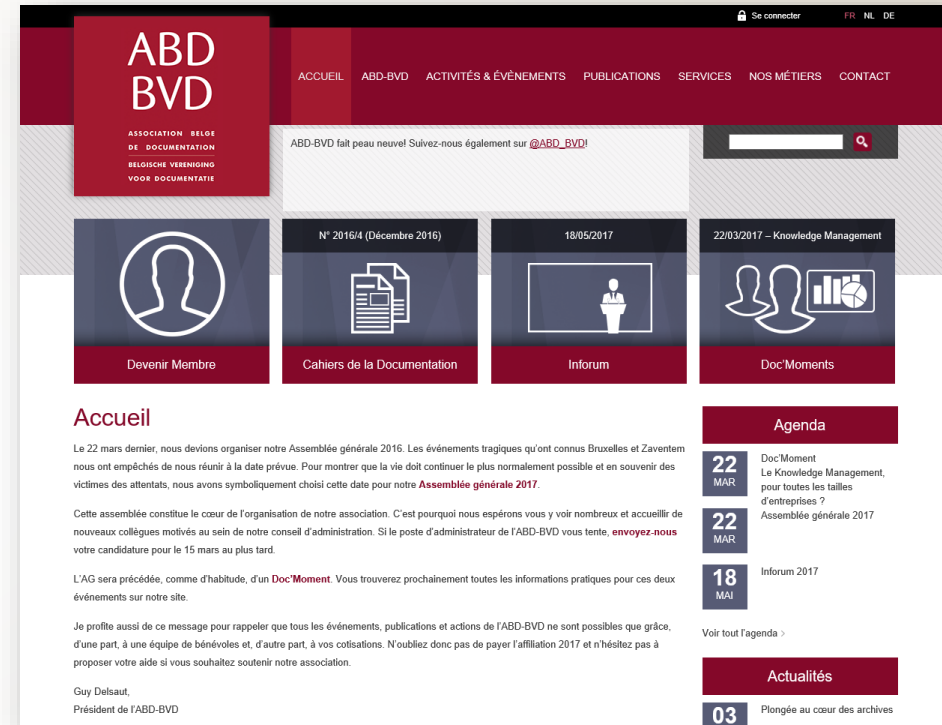 Se connecter
FR NL DE
ABD
BVD
ASSOCIATION BELGE
DE DOCUMENTATION
BELGISCHE VERENIGING
VOOR DOCUMENTATIE
ACCUEIL ABD-BVD ACTIVITÉS & ÉVÈNEMENTS PUBLICATIONS SERVICES NOS MÉTIERS CONTACT
ABD-BVD fait peau neuve! Suivez-nous également sur @ABD_BVD!
Devenir Membre
N° 2016/4 (Décembre 2016)
Cahiers de la Documentation
18/05/2017
Inforum
22/03/2017 – Knowledge Management
Doc'Moments
Accueil
Le 22 mars dernier, nous devions organiser notre Assemblée générale 2016. Les événements tragiques qu'ont connus Bruxelles et Zaventem
nous ont empêchés de nous réunir à la date prévue. Pour montrer que la vie doit continuer le plus normalement possible et en souvenir des
victimes des attentats, nous avons symboliquement choisi cette date pour notre Assemblée générale 2017.
Cette assemblée constitue le cœur de l'organisation de notre association. C'est pourquoi nous espérons vous y voir nombreux et accueillir de
nouveaux collègues motivés au sein de notre conseil d'administration. Si le poste d'administrateur de l'ABD-BVD vous tente, envoyez-nous
votre candidature pour le 15 mars au plus tard.
L'AG sera précédée, comme d'habitude, d'un Doc'Moment. Vous trouverez prochainement toutes les informations pratiques pour ces deux
événements sur notre site.
Je profite aussi de ce message pour rappeler que tous les événements, publications et actions de l'ABD-BVD ne sont possibles que grâce,
d'une part, à une équipe de bénévoles et, d'autre part, à vos cotisations. N'oubliez donc pas de payer l'affiliation 2017 et n'hésitez pas à
proposer votre aide si vous souhaitez soutenir notre association.
Guy Delsaut,
Président de l'ABD-BVD
Agenda
22
MAR
Doc'Moment
Le Knowledge Management,
pour toutes les tailles
d'entreprises ?
22
MAR
Assemblée générale 2017
18
MAI
Inforum 2017
Voir tout l'agenda >
Actualités
03
Plongée au cœur des archives